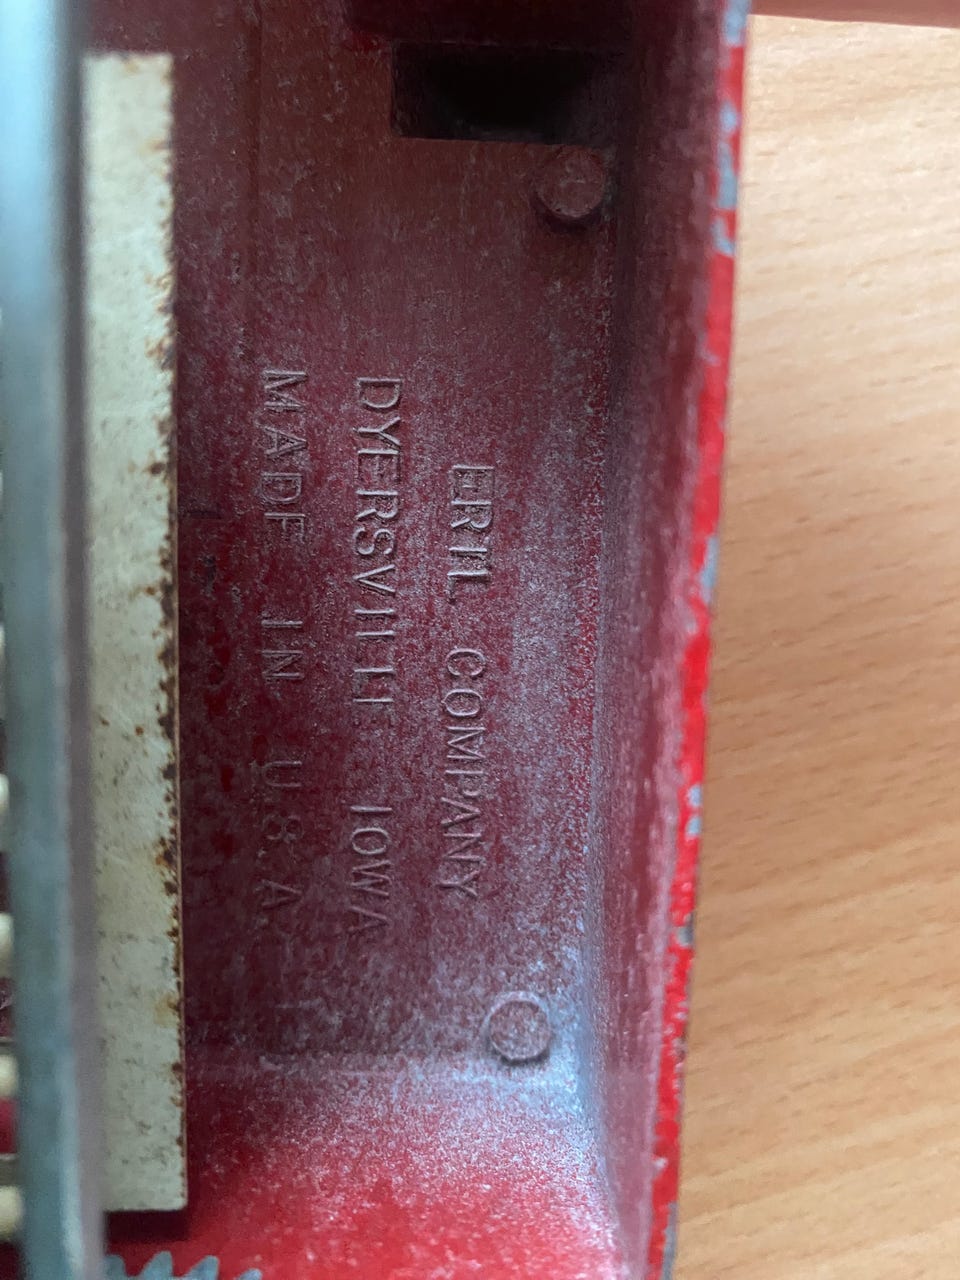 ERTL COMPANY
DYERSVILLE IOWA
MADE IN U.S.A.